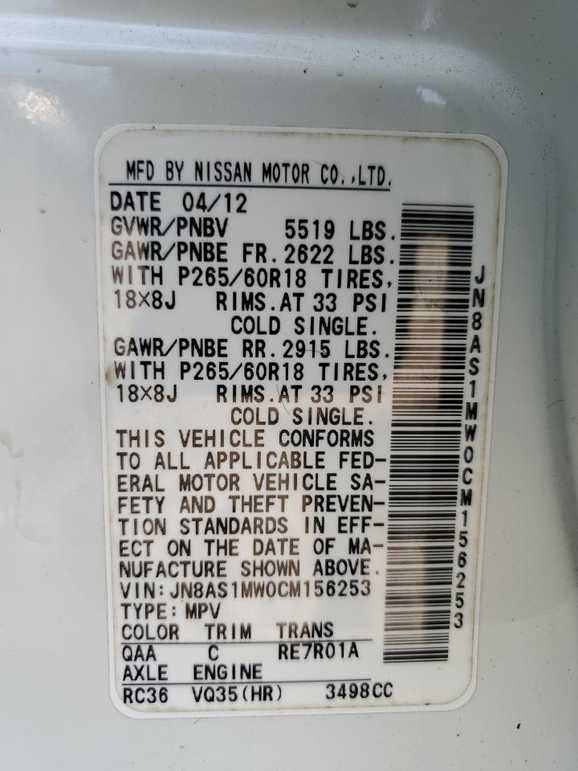 MFD BY NISSAN MOTOR CO.,LTD.
DATE 04/12
GVWR/PNBV 5519 LBS.
GAWR/PNBE FR. 2622 LBS.
WITH P265/60R18 TIRES,
18×8J RIMS. AT 33 PSI
COLD SINGLE.
GAWR/PNBE RR. 2915 LBS.
WITH P265/60R18 TIRES,
18×8J RIMS. AT 33 PSI
COLD SINGLE.
THIS VEHICLE CONFORMS
TO ALL APPLICABLE FED-
ERAL MOTOR VEHICLE SA-
FETY AND THEFT PREVEN-
TION STANDARDS IN EFF-
ECT ON THE DATE OF MA-
NUFACTURE SHOWN ABOVE.
VIN:JN8AS1MW0CM156253
TYPE:MPV
COLOR TRIM TRANS
QAA C RE7R01A
AXLE ENGINE
RC36 VQ35(HR) 3498CC
JN8AS1MW0CM156253